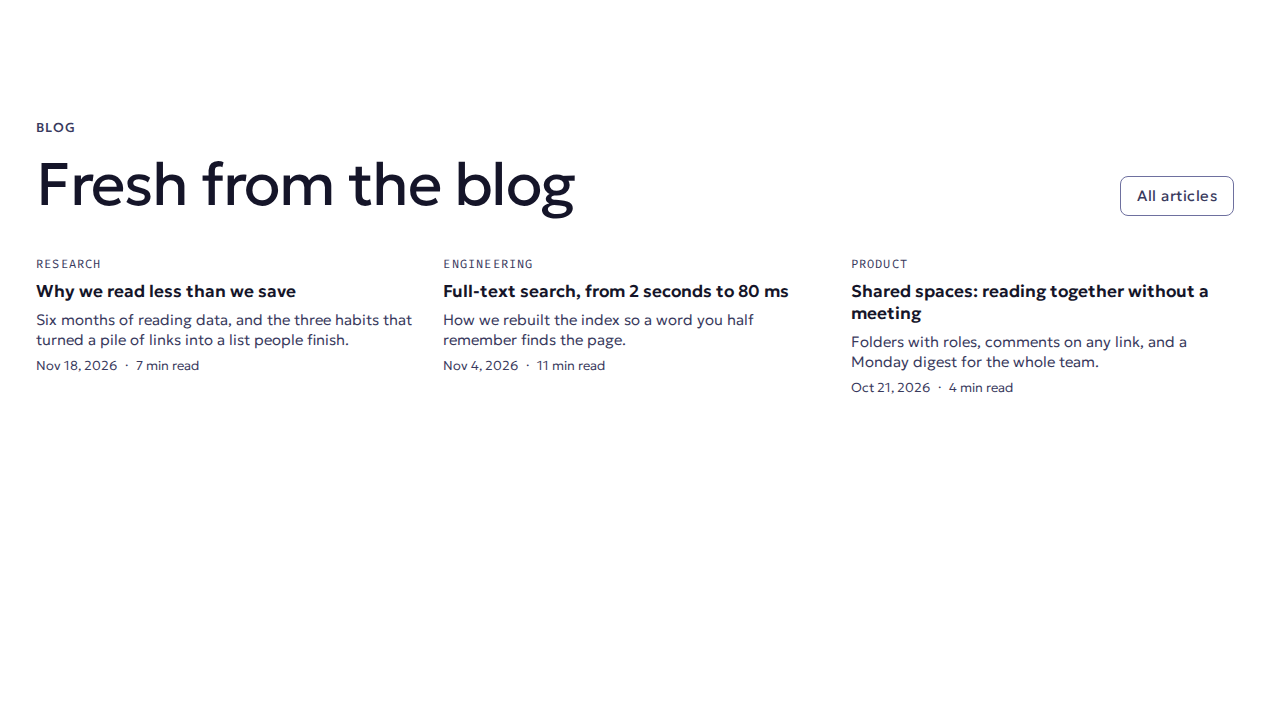 BLOG
Fresh from the blog
All articles
RESEARCH
Why we read less than we save
Six months of reading data, and the three habits that
turned a pile of links into a list people finish.
Nov 18, 2026 · 7 min read
ENGINEERING
Full-text search, from 2 seconds to 80 ms
How we rebuilt the index so a word you half
remember finds the page.
Nov 4, 2026 · 11 min read
PRODUCT
Shared spaces: reading together without a
meeting
Folders with roles, comments on any link, and a
Monday digest for the whole team.
Oct 21, 2026 · 4 min read